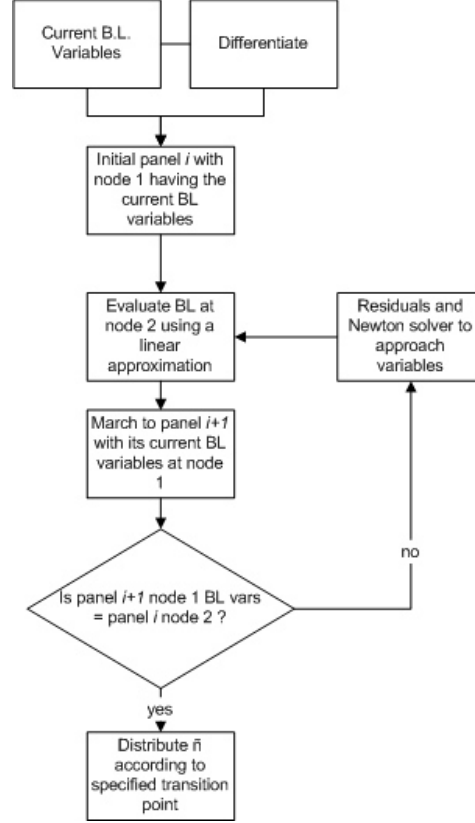 Current B.L.
Variables
Differentiate
Initial panel i with
node 1 having the
current BL
variables
Evaluate BL at
node 2 using a
linear
approximation
Residuals and
Newton solver to
approach
variables
March to panel i+1
with its current BL
variables at node
1
no
Is panel i+1 node 1 BL vars
= panel i node 2 ?
yes
Distribute ñ
according to
specified transition
point